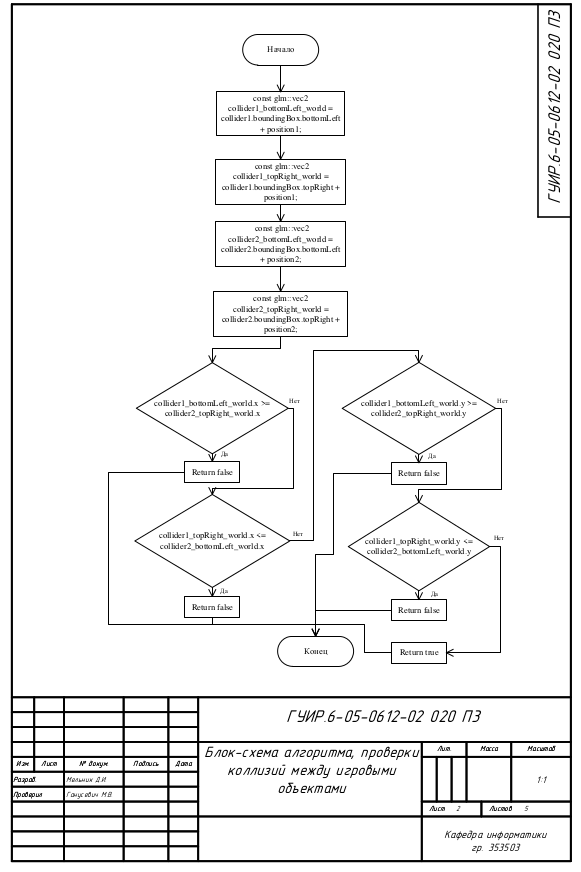 ГУИР.6-05-0612-02 020 ПЗ
Начало
const glm::vec2
collider1_bottomLeft_world =
collider1.boundingBox.bottomLeft
+ position1;
const glm::vec2
collider1_topRight_world =
collider1.boundingBox.topRight +
position1;
const glm::vec2
collider2_bottomLeft_world =
collider2.boundingBox.bottomLeft
+ position2;
const glm::vec2
collider2_topRight_world =
collider2.boundingBox.topRight +
position2;
collider1_bottomLeft_world.x >=
collider2_topRight_world.x
Нет
Да
Return false
collider1_topRight_world.x <=
collider2_bottomLeft_world.x
Нет
Да
Return false
collider1_bottomLeft_world.y >=
collider2_topRight_world.y
Нет
Да
Return false
collider1_topRight_world.y <=
collider2_bottomLeft_world.y
Нет
Да
Return false
Return true
Конец
ГУИР.6-05-0612-02 020 ПЗ
Блок-схема алгоритма, проверки
коллизий между игровыми
объектами
Лит. Масса Масштаб
1:1
Изм. Лист № докум. Подпись Дата
Разраб. Мельник Д.И.
Проверил Ганусевич М.В.
Лист 2 Листов 5
Кафедра информатики
гр. 353503